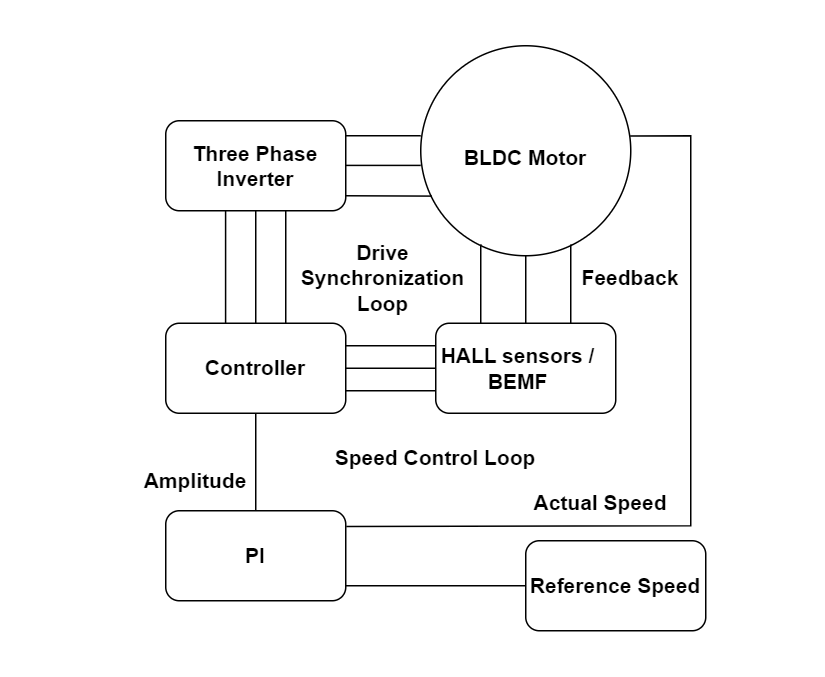 Three Phase
Inverter
BLDC Motor
Drive
Synchronization
Loop
Feedback
Controller
HALL sensors /
BEMF
Speed Control Loop
Amplitude
Actual Speed
PI
Reference Speed